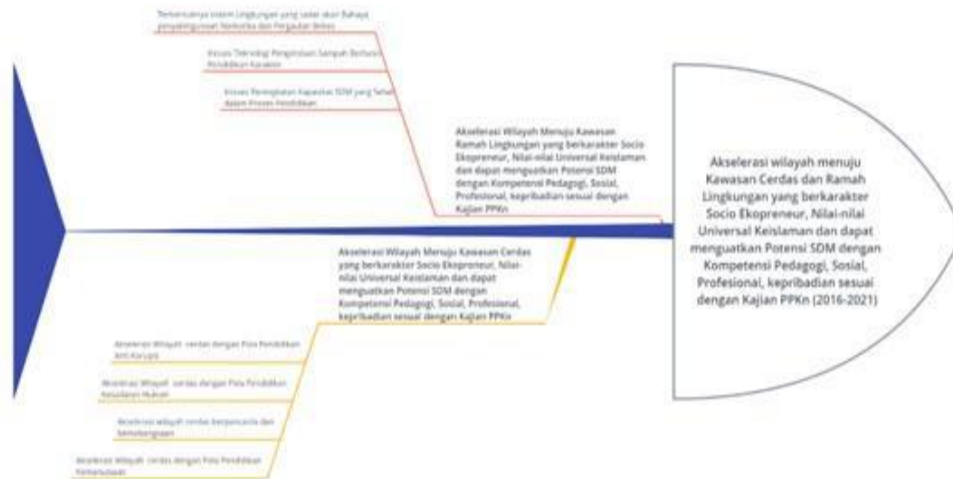 Terbentuknya sistem Lingkungan yang sadar akan Bahaya
penyalahgunaan Narkotika dan Pergaulan Bebas
Inovasi Teknologi Pengelolaan Sampah Berbasis
Pendidikan Karakter
Inovasi Peningkatan Kapasitas SDM yang Sehat
dalam Proses Pendidikan
Akselerasi Wilayah Menuju Kawasan
Ramah Lingkungan yang berkarakter Socio
Ekopreneur, Nilai-nilai Universal Keislaman
dan dapat menguatkan Potensi SDM
dengan Kompetensi Pedagogi, Sosial,
Profesional, kepribadian sesuai dengan
Kajian PPKn
Akselerasi Wilayah Menuju Kawasan Cerdas
yang berkarakter Socio Ekopreneur, Nilai-
nilai Universal Keislaman dan dapat
menguatkan Potensi SDM dengan
Kompetensi Pedagogi, Sosial, Profesional,
kepribadian sesuai dengan Kajian PPKn
Akselerasi Wilayah cerdas dengan Pola Pendidikan
Anti Korupsi
Akselerasi Wilayah cerdas dengan Pola Pendidikan
Kesadaran Hukum
Akselerasi wilayah cerdas berpancasila dan
Akselerasi Wilayah cerdas dengan Pola Pendidikan
Kemanusiaan
Akselerasi wilayah menuju
Kawasan Cerdas dan Ramah
Lingkungan yang berkarakter
Socio Ekopreneur, Nilai-nilai
Universal Keislaman dan dapat
menguatkan Potensi SDM dengan
Kompetensi Pedagogi, Sosial,
Profesional, kepribadian sesuai
dengan Kajian PPKn (2016-2021)